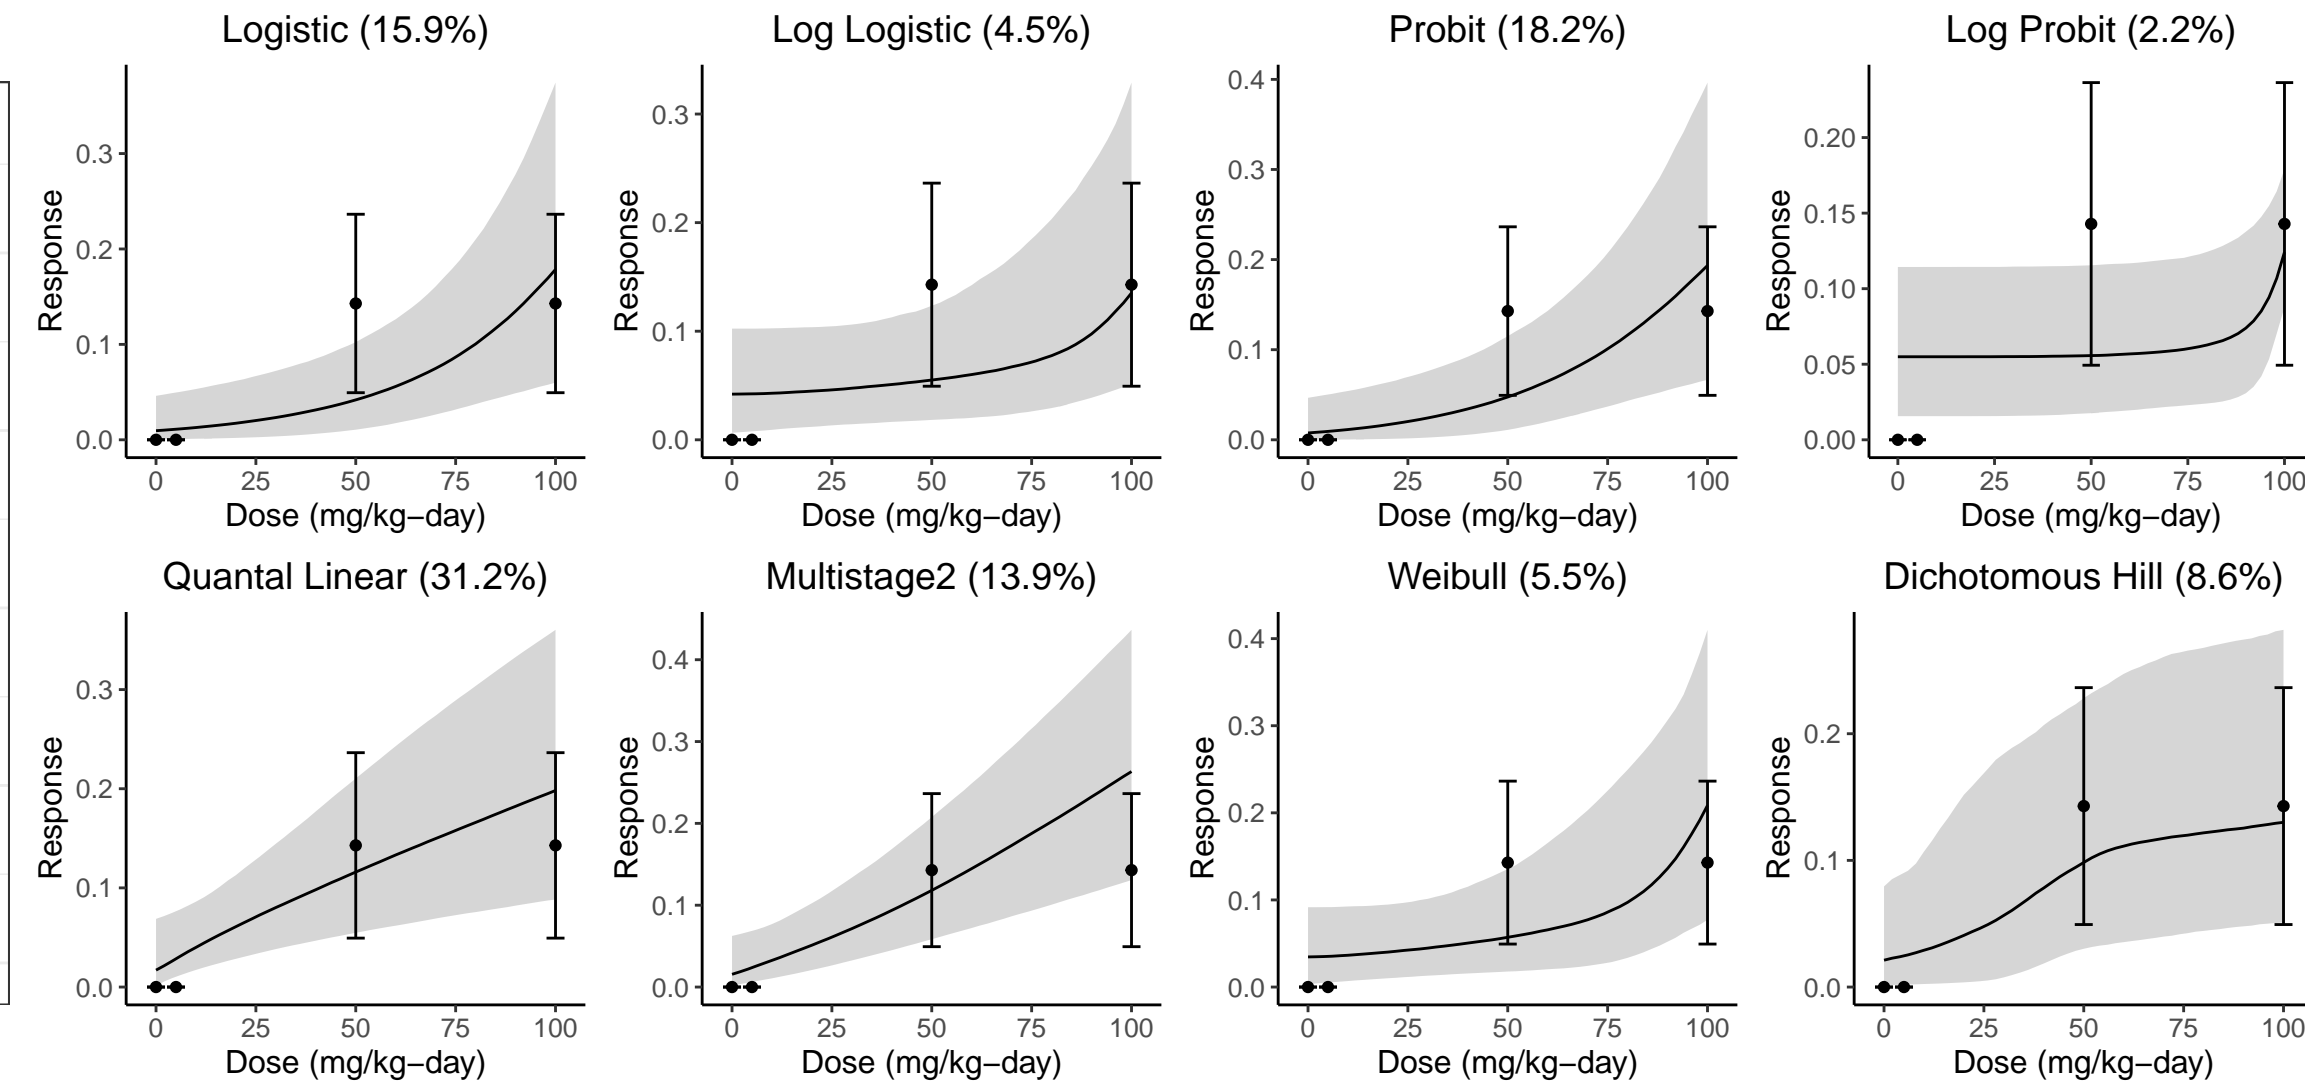 Logistic (15.9%)
Response
0.3
0.2
0.1
0.0
0 25 50 75 100
Dose (mg/kg−day)
Log Logistic (4.5%)
Response
0.3
0.2
0.1
0.0
0 25 50 75 100
Dose (mg/kg−day)
Probit (18.2%)
Response
0.4
0.3
0.2
0.1
0.0
0 25 50 75 100
Dose (mg/kg−day)
Log Probit (2.2%)
Response
0.20
0.15
0.10
0.05
0.00
0 25 50 75 100
Dose (mg/kg−day)
Quantal Linear (31.2%)
Response
0.3
0.2
0.1
0.0
0 25 50 75 100
Dose (mg/kg−day)
Multistage2 (13.9%)
Response
0.4
0.3
0.2
0.1
0.0
0 25 50 75 100
Dose (mg/kg−day)
Weibull (5.5%)
Response
0.4
0.3
0.2
0.1
0.0
0 25 50 75 100
Dose (mg/kg−day)
Dichotomous Hill (8.6%)
Response
0.2
0.1
0.0
0 25 50 75 100
Dose (mg/kg−day)